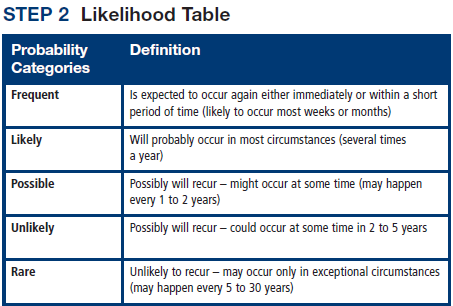 STEP 2 Likelihood Table
Probability Categories
Definition
Frequent
Is expected to occur again either immediately or within a short
period of time (likely to occur most weeks or months)
Likely
Will probably occur in most circumstances (several times
a year)
Possible
Possibly will recur – might occur at some time (may happen
every 1 to 2 years)
Unlikely
Possibly will recur – could occur at some time in 2 to 5 years
Rare
Unlikely to recur – may occur only in exceptional circumstances
(may happen every 5 to 30 years)